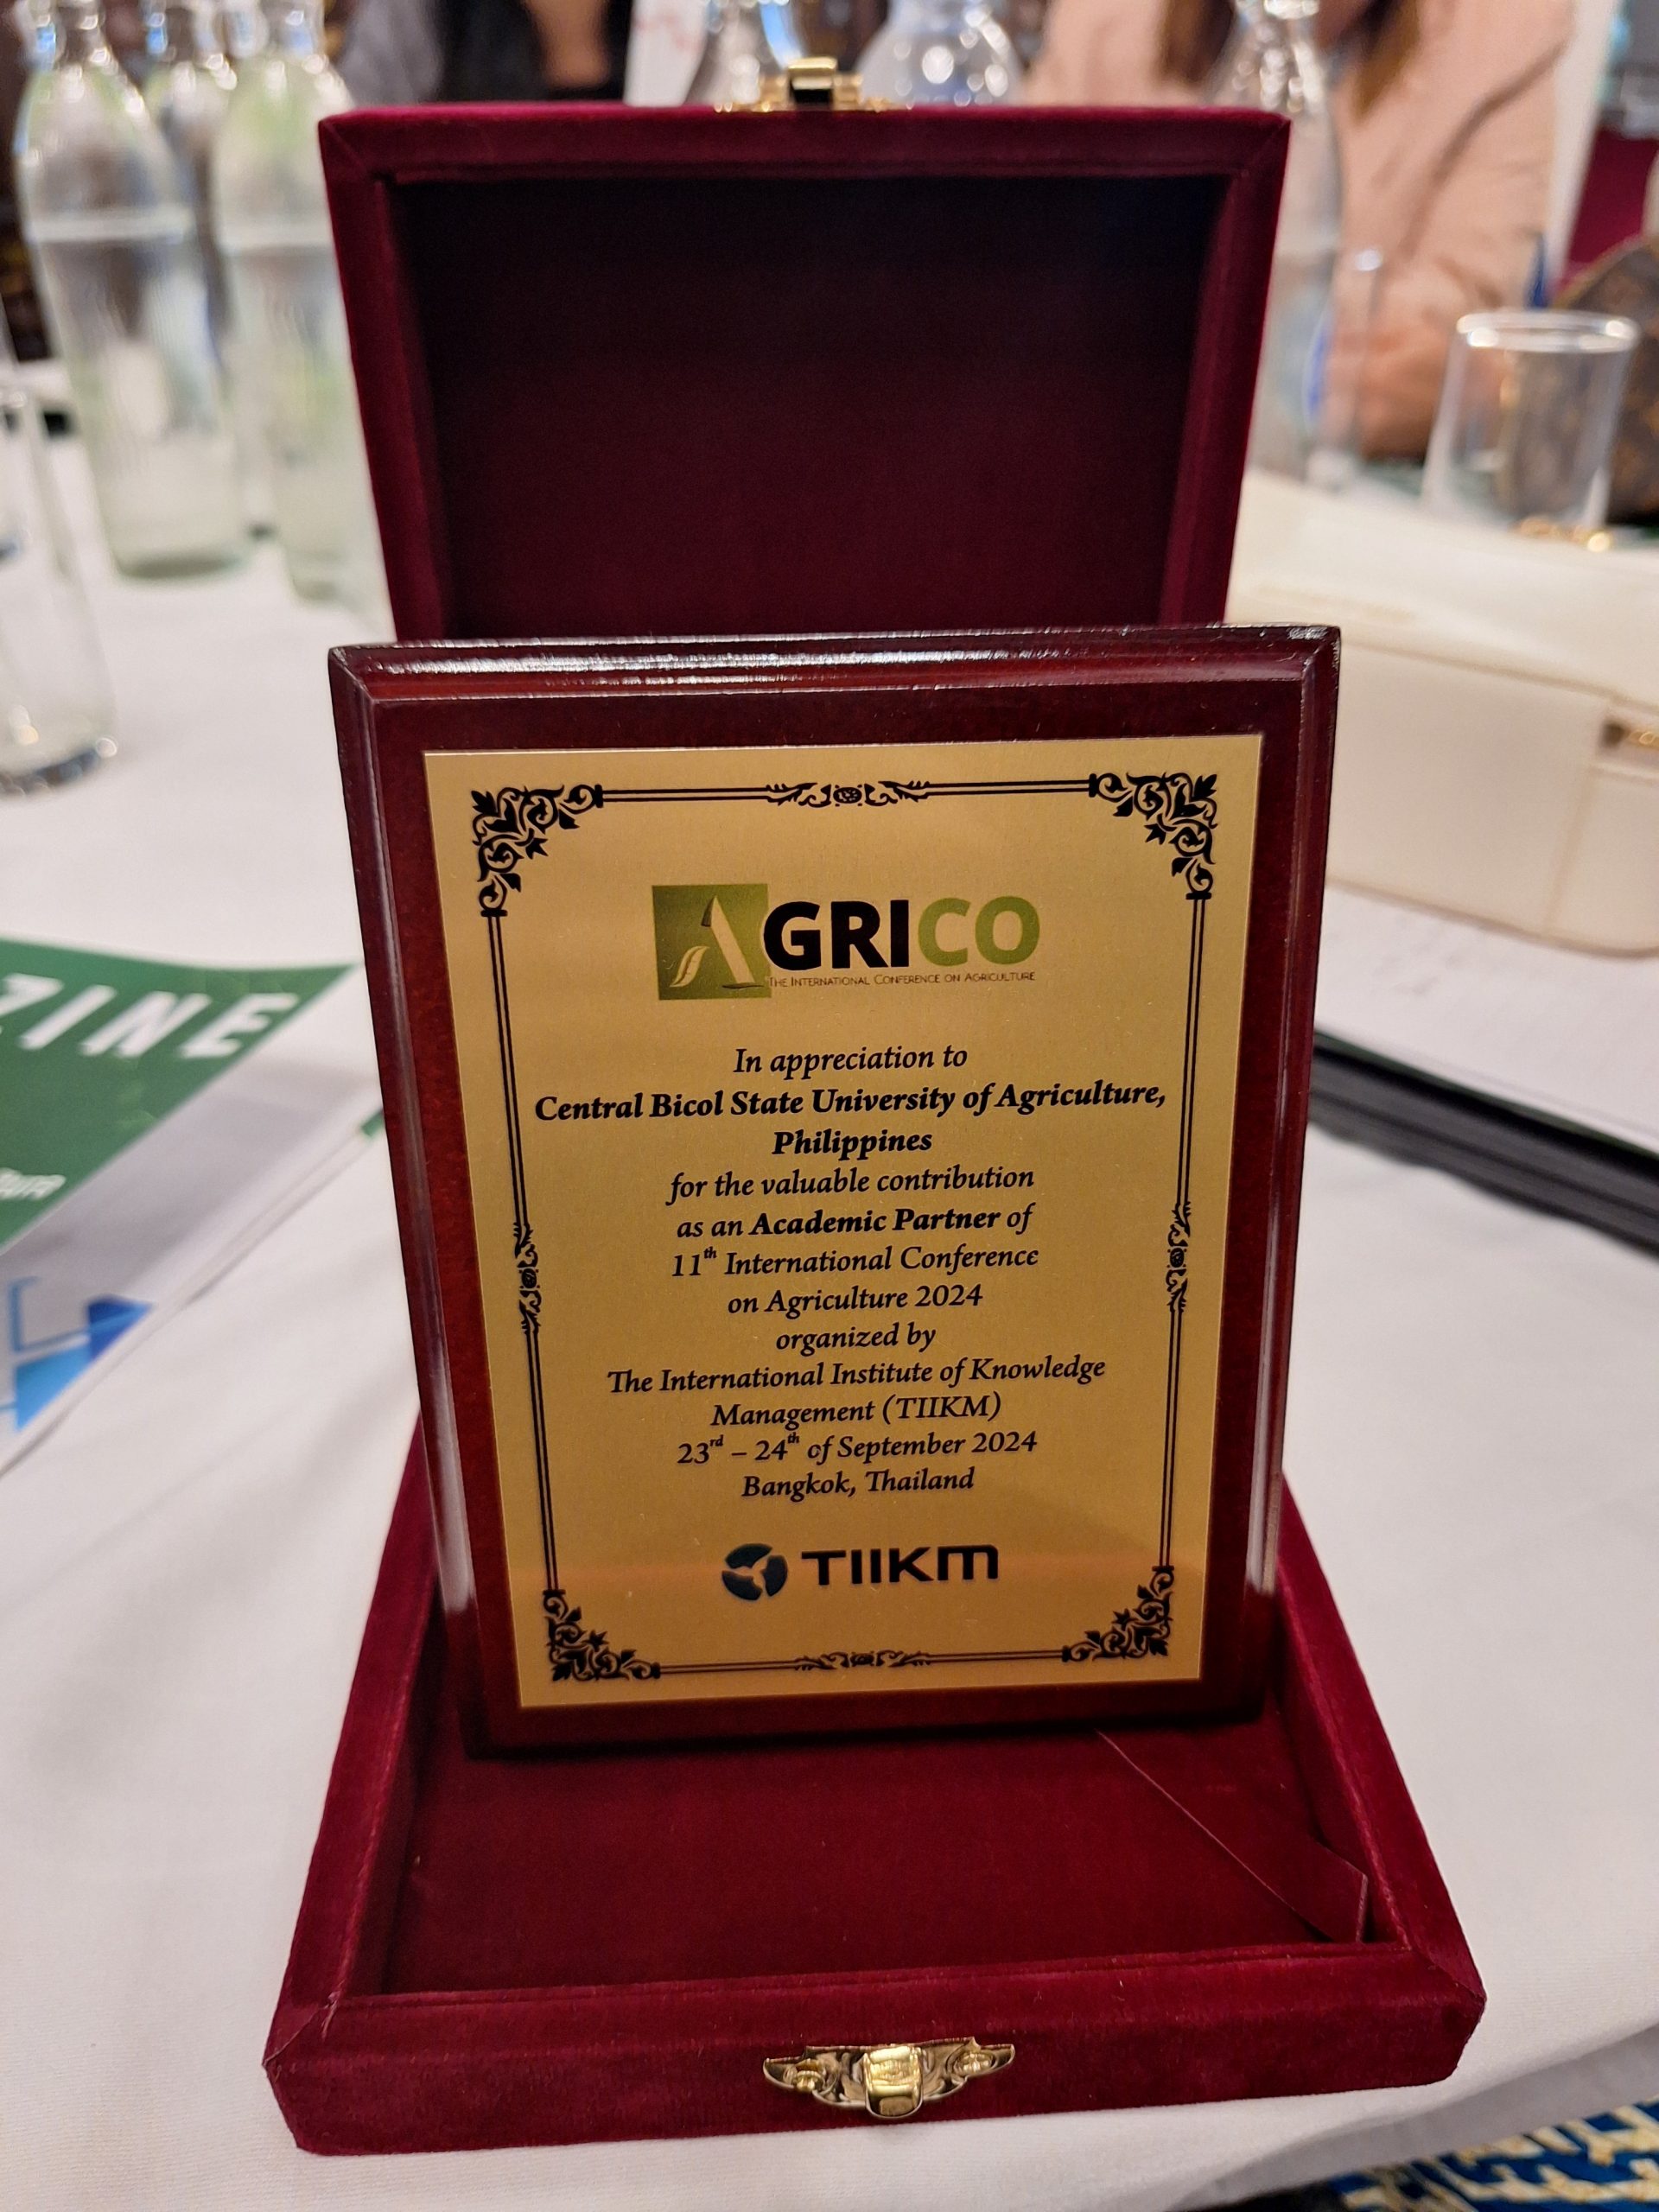 AGRICO
THE INTERNATIONAL CONFERENCE ON AGRICULTURE
In appreciation to
Central Bicol State University of Agriculture,
Philippines
for the valuable contribution
as an Academic Partner of
11th International Conference
on Agriculture 2024
organized by
The International Institute of Knowledge
Management (TIIKM)
23rd – 24th of September 2024
Bangkok, Thailand
TIIKM
ZINE